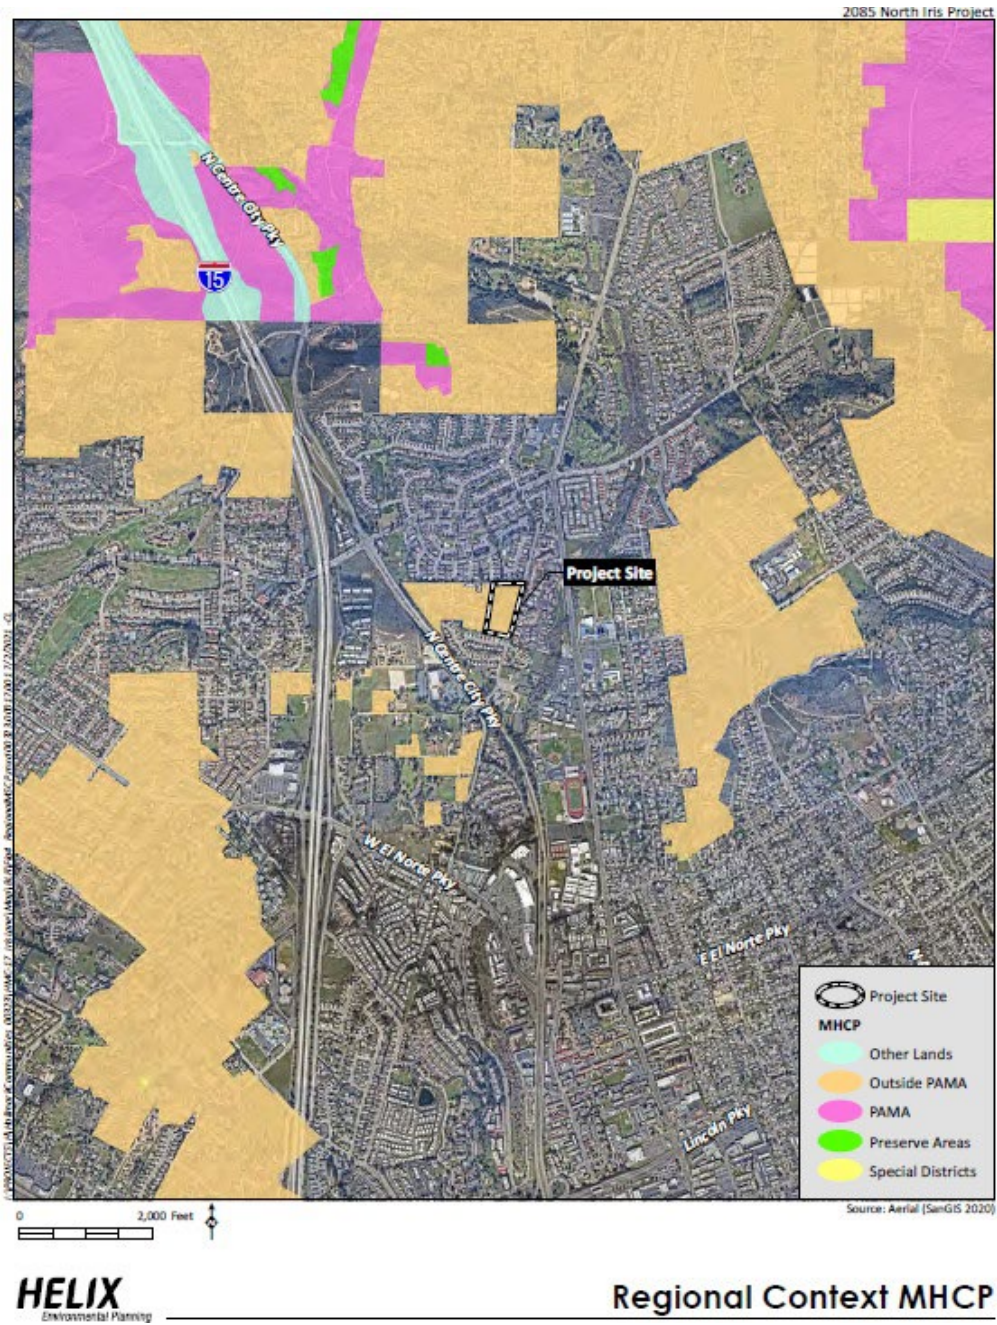 2085 North Iris Project
N Centre City Pky
15
Project Site
N Centre City Pky
W El Norte Pky
E El Norte Pky
Lincoln Pky
Project Site
MHCP
Other Lands
Outside PAMA
PAMA
Preserve Areas
Special Districts
0
2,000 Feet
N
Source: Aerial (SanGIS 2020)
HELIX
Environmental Planning
Regional Context MHCP